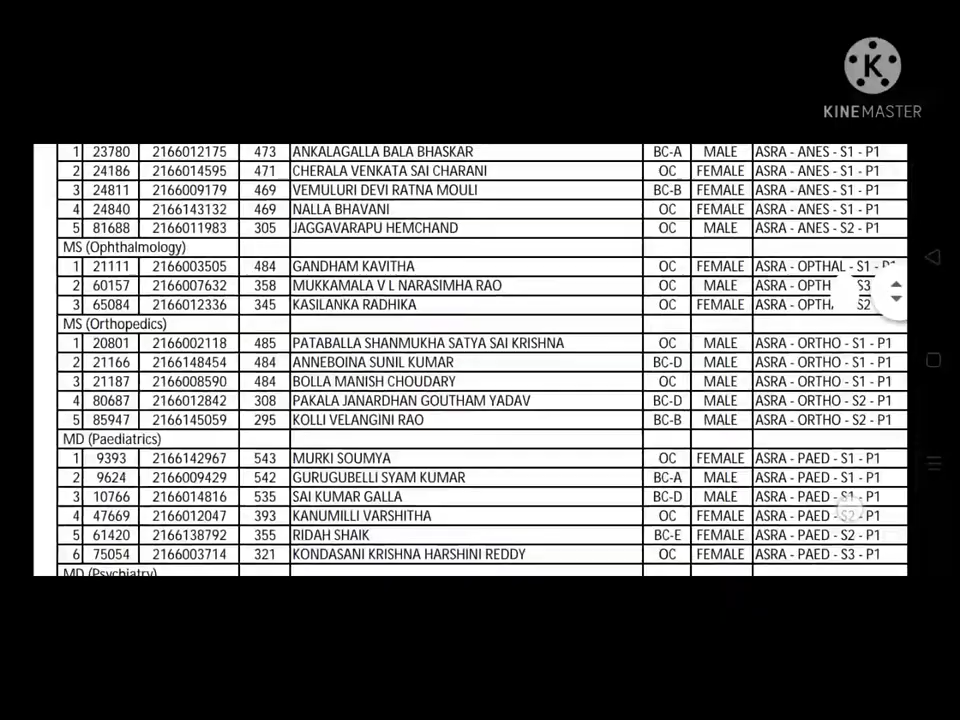 K
KINEMASTER
1 23780 2166012175 473 ANKALAGALLA BALA BHASKAR BC-A MALE ASRA - ANES - S1 - P1
2 24186 2166014595 471 CHERALA VENKATA SAI CHARANI OC FEMALE ASRA - ANES - S1 - P1
3 24811 2166009179 469 VEMULURI DEVI RATNA MOULI BC-B FEMALE ASRA - ANES - S1 - P1
4 24840 2166143132 469 NALLA BHAVANI OC FEMALE ASRA - ANES - S1 - P1
5 81688 2166011983 305 JAGGAVARAPU HEMCHAND OC MALE ASRA - ANES - S2 - P1
MS (Ophthalmology)
1 21111 2166003505 484 GANDHAM KAVITHA OC FEMALE ASRA - OPTHAL - S1 - P1
2 60157 2166007632 358 MUKKAMALA V L NARASIMHA RAO OC MALE ASRA - OPTH S3
3 65084 2166012336 345 KASILANKA RADHIKA OC FEMALE ASRA - OPTH S2
MS (Orthopedics)
1 20801 2166002118 485 PATABALLA SHANMUKHA SATYA SAI KRISHNA OC MALE ASRA - ORTHO - S1 - P1
2 21166 2166148454 484 ANNEBOINA SUNIL KUMAR BC-D MALE ASRA - ORTHO - S1 - P1
3 21187 2166008590 484 BOLLA MANISH CHOUDARY OC MALE ASRA - ORTHO - S1 - P1
4 80687 2166012842 308 PAKALA JANARDHAN GOUTHAM YADAV BC-D MALE ASRA - ORTHO - S2 - P1
5 85947 2166145059 295 KOLLI VELANGINI RAO BC-B MALE ASRA - ORTHO - S2 - P1
MD (Paediatrics)
1 9393 2166142967 543 MURKI SOUMYA OC FEMALE ASRA - PAED - S1 - P1
2 9624 2166009429 542 GURUGUBELLI SYAM KUMAR BC-A MALE ASRA - PAED - S1 - P1
3 10766 2166014816 535 SAI KUMAR GALLA BC-D MALE ASRA - PAED - S1 - P1
4 47669 2166012047 393 KANUMILLI VARSHITHA OC FEMALE ASRA - PAED - S2 - P1
5 61420 2166138792 355 RIDAH SHAIK BC-E FEMALE ASRA - PAED - S2 - P1
6 75054 2166003714 321 KONDASANI KRISHNA HARSHINI REDDY OC FEMALE ASRA - PAED - S3 - P1
MD (Psychiatry)